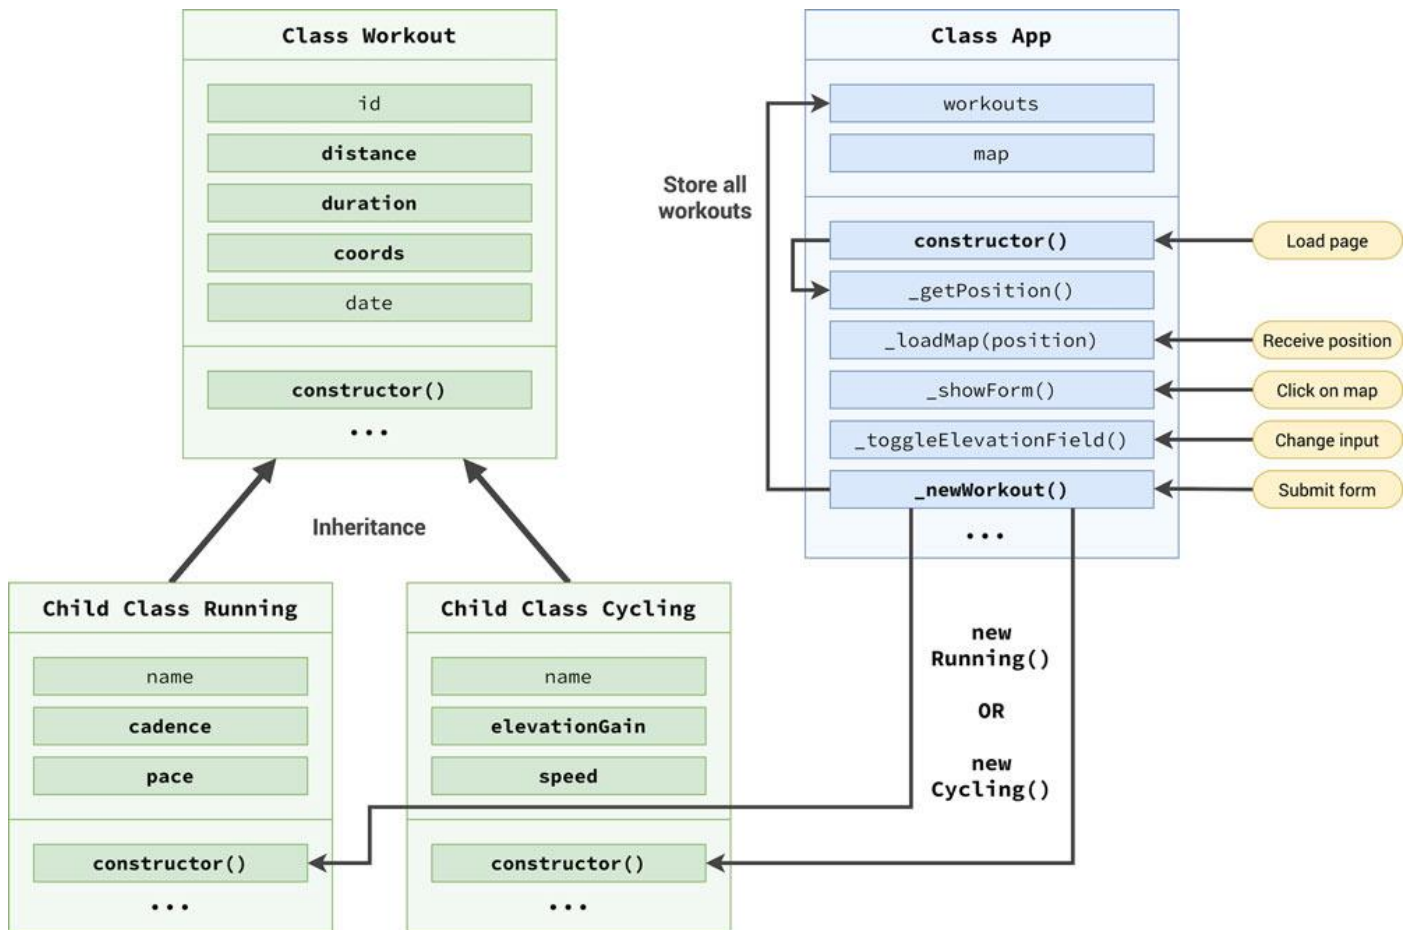 Class Workout
id
distance
duration
coords
date
constructor()
...
Inheritance
Child Class Running
name
cadence
pace
constructor()
...
Child Class Cycling
name
elevationGain
speed
constructor()
...
Class App
workouts
map
Store all
workouts
constructor()
Load page
_getPosition()
_loadMap(position)
Receive position
_showForm()
Click on map
_toggleElevationField()
Change input
_newWorkout()
Submit form
...
new
Running()
OR
new
Cycling()